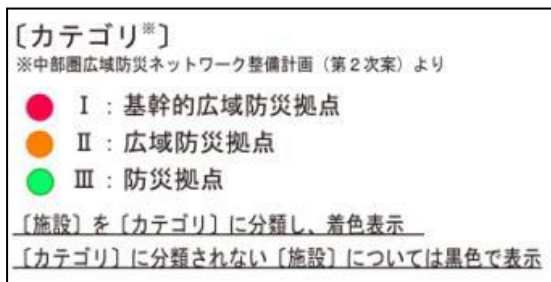 〔カテゴリ※〕
※中部圏広域防災ネットワーク整備計画（第２次案）より
Ⅰ：基幹的広域防災拠点
Ⅱ：広域防災拠点
Ⅲ：防災拠点
〔施設〕を〔カテゴリ〕に分類し、着色表示
〔カテゴリ〕に分類されない〔施設〕については黒色で表示